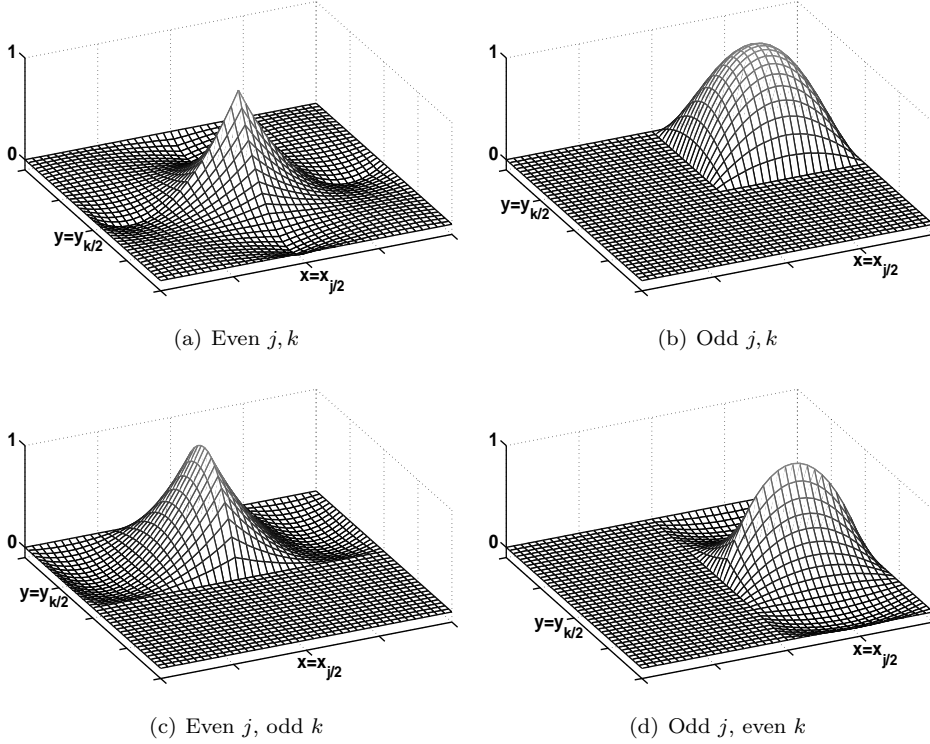 1
0
y=y_{k/2}
x=x_{j/2}
(a) Even j, k
1
0
y=y_{k/2}
x=x_{j/2}
(b) Odd j, k
1
0
y=y_{k/2}
x=x_{j/2}
(c) Even j, odd k
1
0
y=y_{k/2}
x=x_{j/2}
(d) Odd j, even k